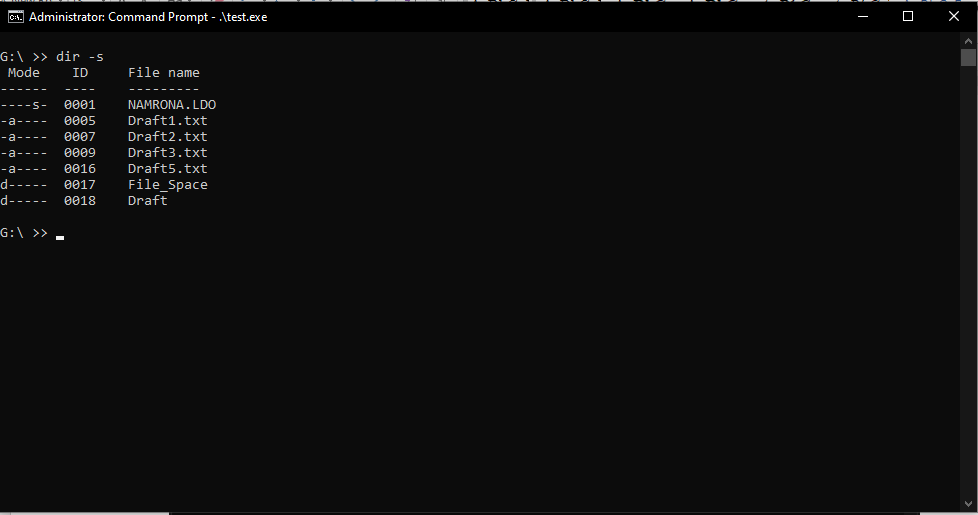 Administrator: Command Prompt - .\test.exe
G:\ >> dir -s
 Mode    ID     File name
------  ----    ---------
----s-  0001    NAMRONA.LDO
-a----  0005    Draft1.txt
-a----  0007    Draft2.txt
-a----  0009    Draft3.txt
-a----  0016    Draft5.txt
d-----  0017    File_Space
d-----  0018    Draft
G:\ >>